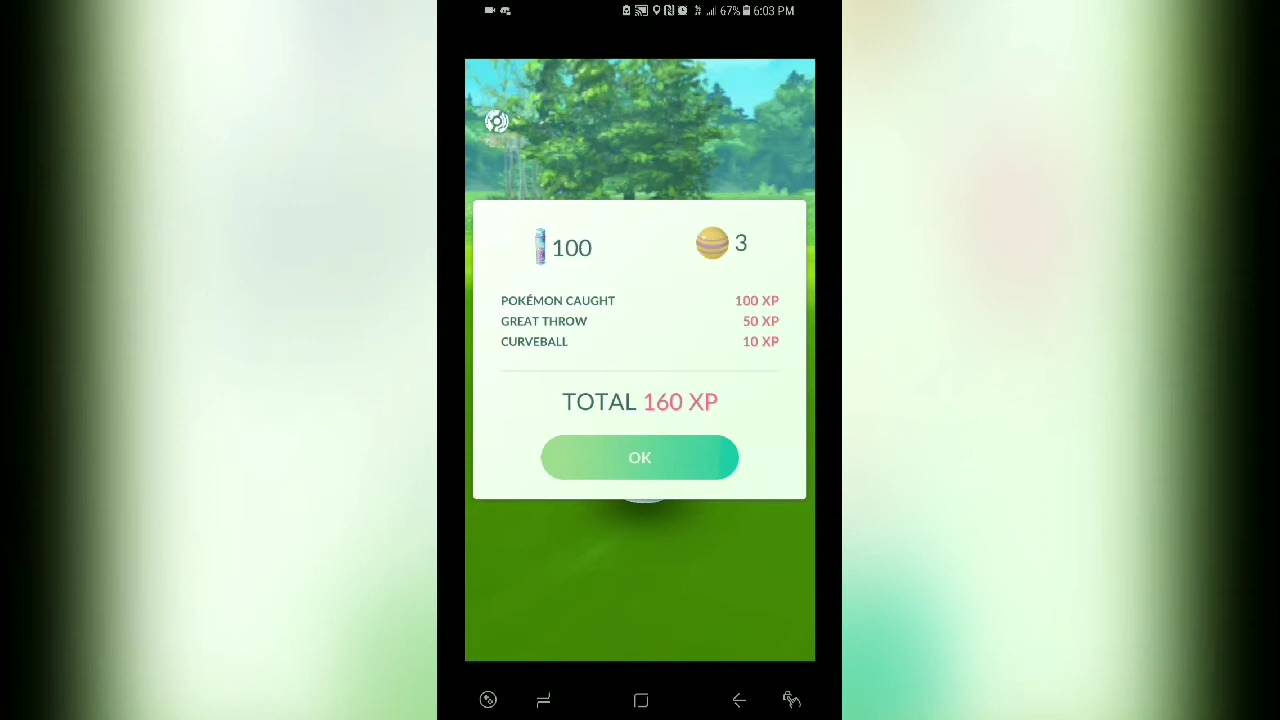 67% 6:03 PM
100 3
POKÉMON CAUGHT 100 XP
GREAT THROW 50 XP
CURVEBALL 10 XP
TOTAL 160 XP
OK